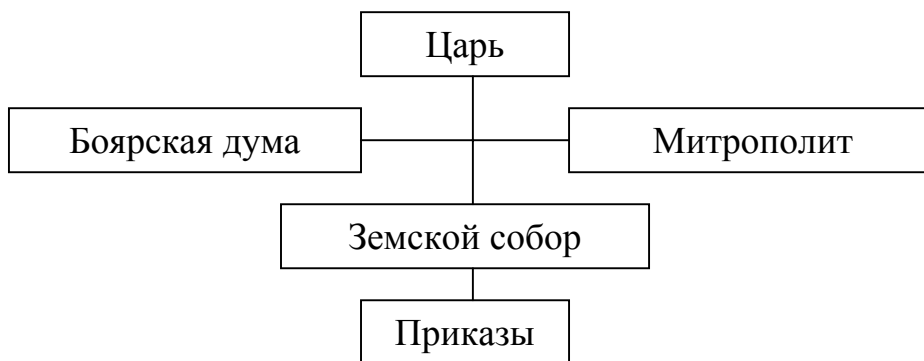 Царь
Боярская дума
Митрополит
Земской собор
Приказы